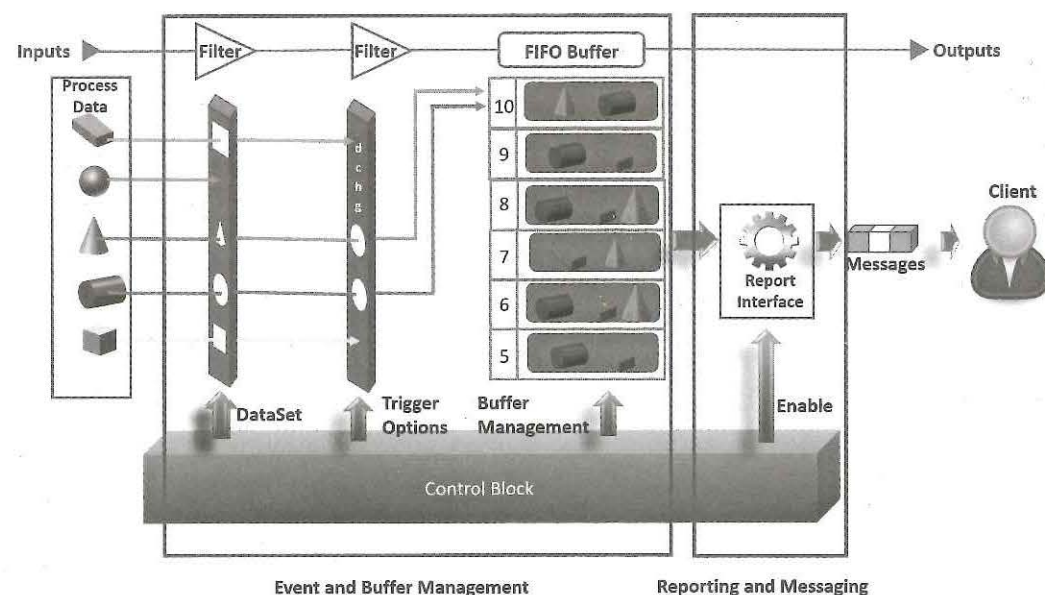 Inputs
Filter
Filter
FIFO Buffer
Outputs
Process
Data
d
c
h
g
10
9
8
7
6
5
Report
Interface
Messages
Client
DataSet
Trigger
Options
Buffer
Management
Enable
Control Block
Event and Buffer Management
Reporting and Messaging